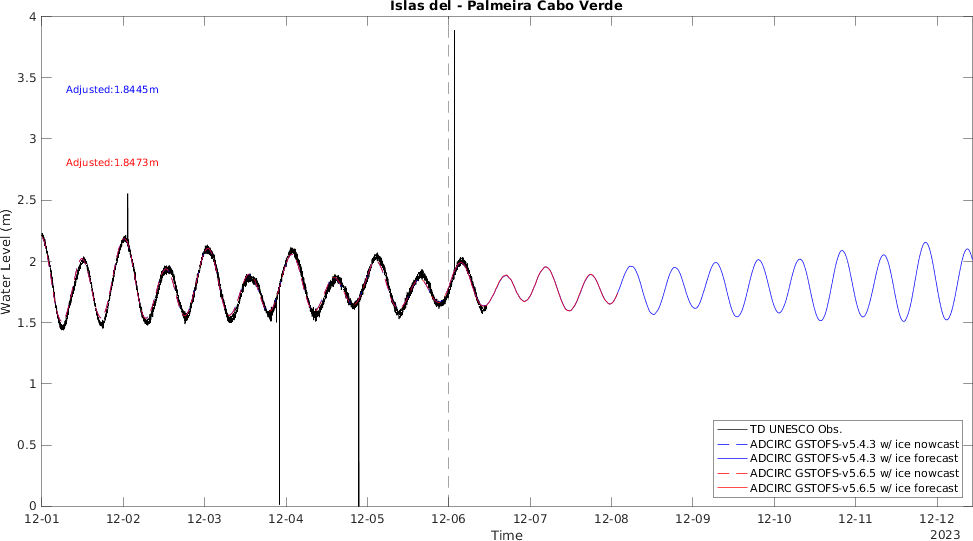 Islas del - Palmeira Cabo Verde
4
3.5
3
2.5
2
1.5
1
0.5
0
Water Level (m)
Adjusted:1.8445m
Adjusted:1.8473m
TD UNESCO Obs.
ADCIRC GSTOFS-v5.4.3 w/ ice nowcast
ADCIRC GSTOFS-v5.4.3 w/ ice forecast
ADCIRC GSTOFS-v5.6.5 w/ ice nowcast
ADCIRC GSTOFS-v5.6.5 w/ ice forecast
12-01 12-02 12-03 12-04 12-05 12-06 12-07 12-08 12-09 12-10 12-11 12-12
Time
2023